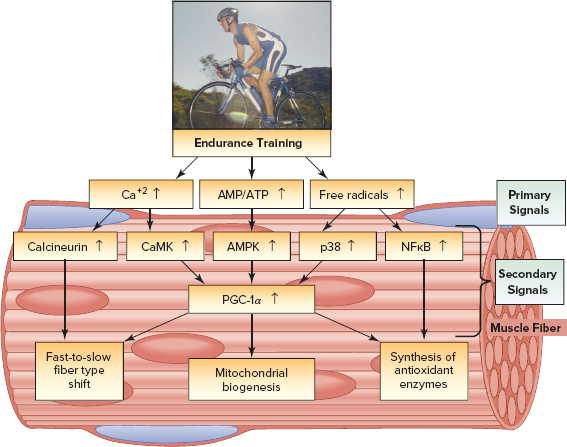 Endurance Training
Ca+2 ↑
AMP/ATP ↑
Free radicals ↑
Primary
Signals
Calcineurin ↑
CaMK ↑
AMPK ↑
p38 ↑
NFκB ↑
Secondary
Signals
PGC-1α ↑
Muscle Fiber
Fast-to-slow
fiber type
shift
Mitochondrial
biogenesis
Synthesis of
antioxidant
enzymes